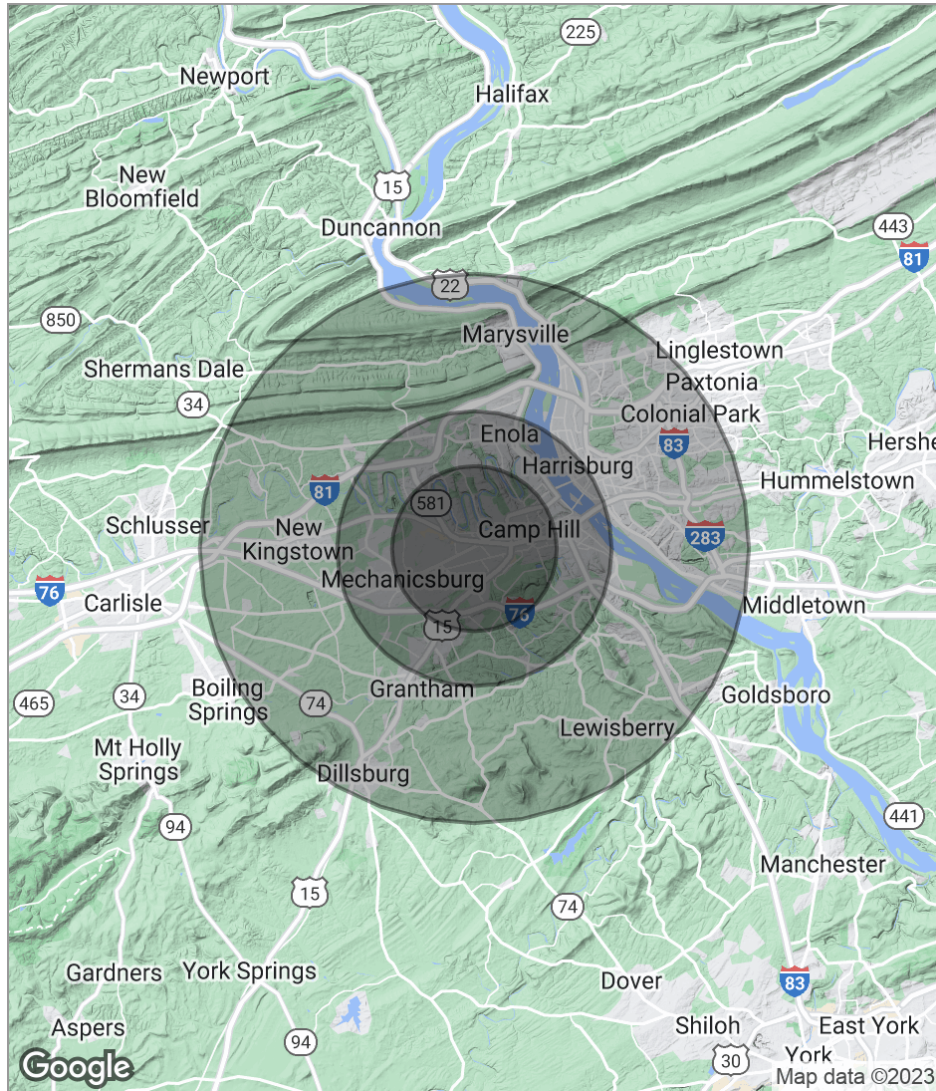 225
Newport
Halifax
New
Bloomfield
15
Duncannon
443
81
22
850
Marysville
Linglestown
Shermans Dale
Paxtonia
34
Colonial Park
Enola
83
Hershe
Harrisburg
Hummelstown
81
581
Schlusser
New
Kingstown
Camp Hill
283
Mechanicsburg
76
Carlisle
76
Middletown
15
Grantham
Boiling
Springs
465
34
74
Goldsboro
Lewisberry
Mt Holly
Springs
Dillsburg
94
441
Manchester
15
74
Gardners
York Springs
Dover
83
Aspers
94
Shiloh
East York
30
York
Google
Map data ©2023